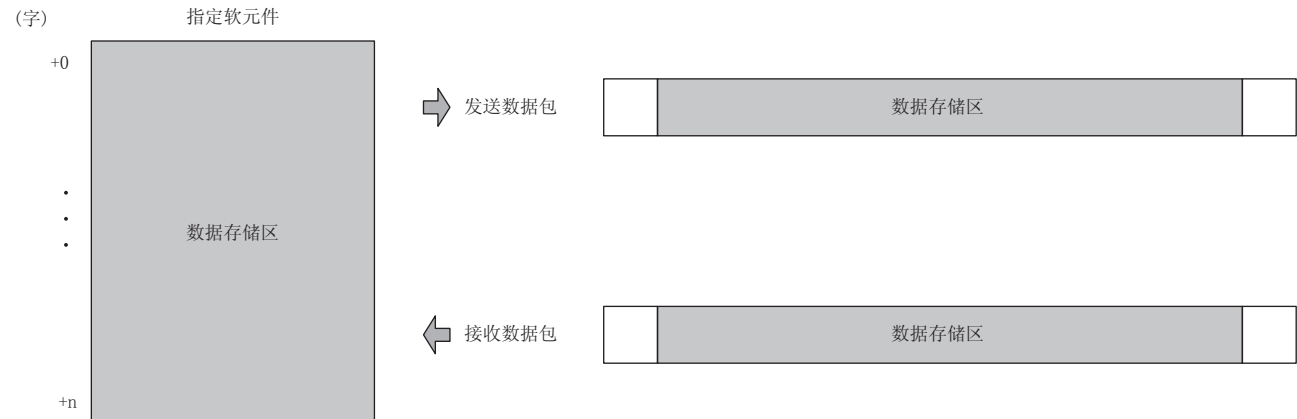 (字)
指定软元件
+0
发送数据包
数据存储区
数据存储区
接收数据包
数据存储区
+n